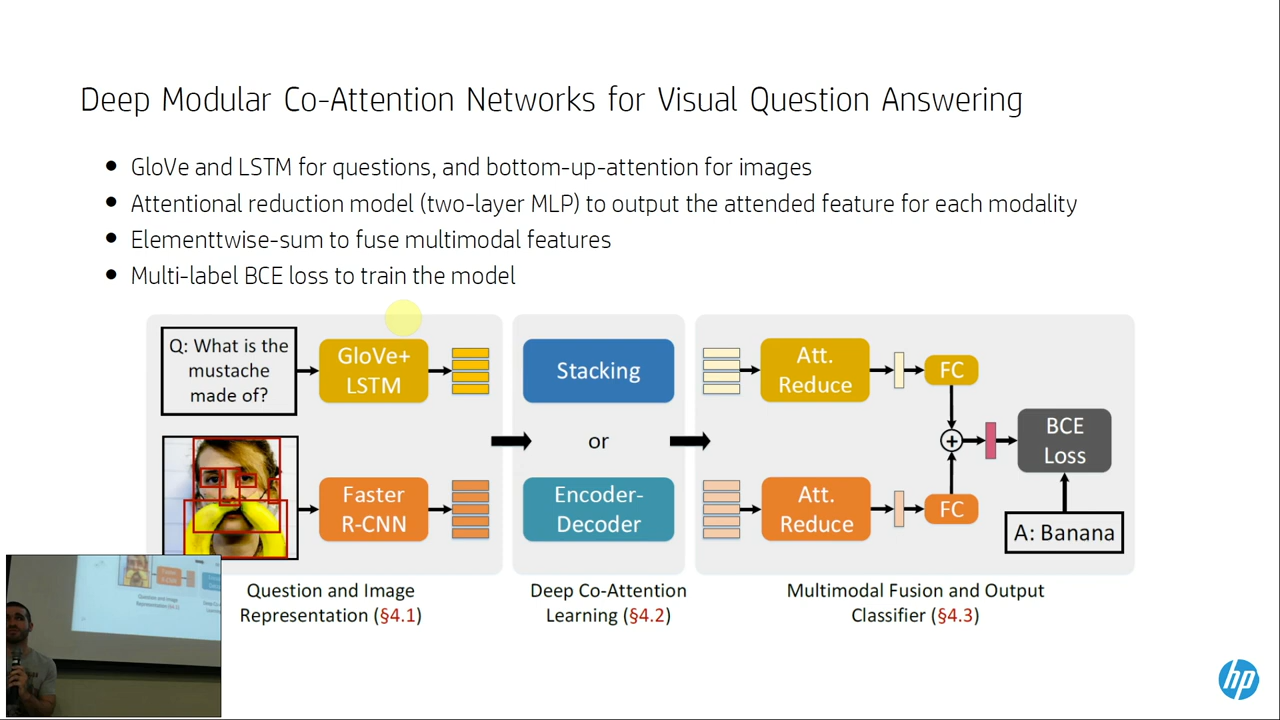 Deep Modular Co-Attention Networks for Visual Question Answering
GloVe and LSTM for questions, and bottom-up-attention for images
Attentional reduction model (two-layer MLP) to output the attended feature for each modality
Elementtwise-sum to fuse multimodal features
Multi-label BCE loss to train the model
Q: What is the
mustache
made of?
GloVe+
LSTM
Stacking
Att.
Reduce
FC
or
+
BCE
Loss
Faster
R-CNN
Encoder-
Decoder
Att.
Reduce
FC
A: Banana
Question and Image
Representation (§4.1)
Deep Co-Attention
Learning (§4.2)
Multimodal Fusion and Output
Classifier (§4.3)
hp